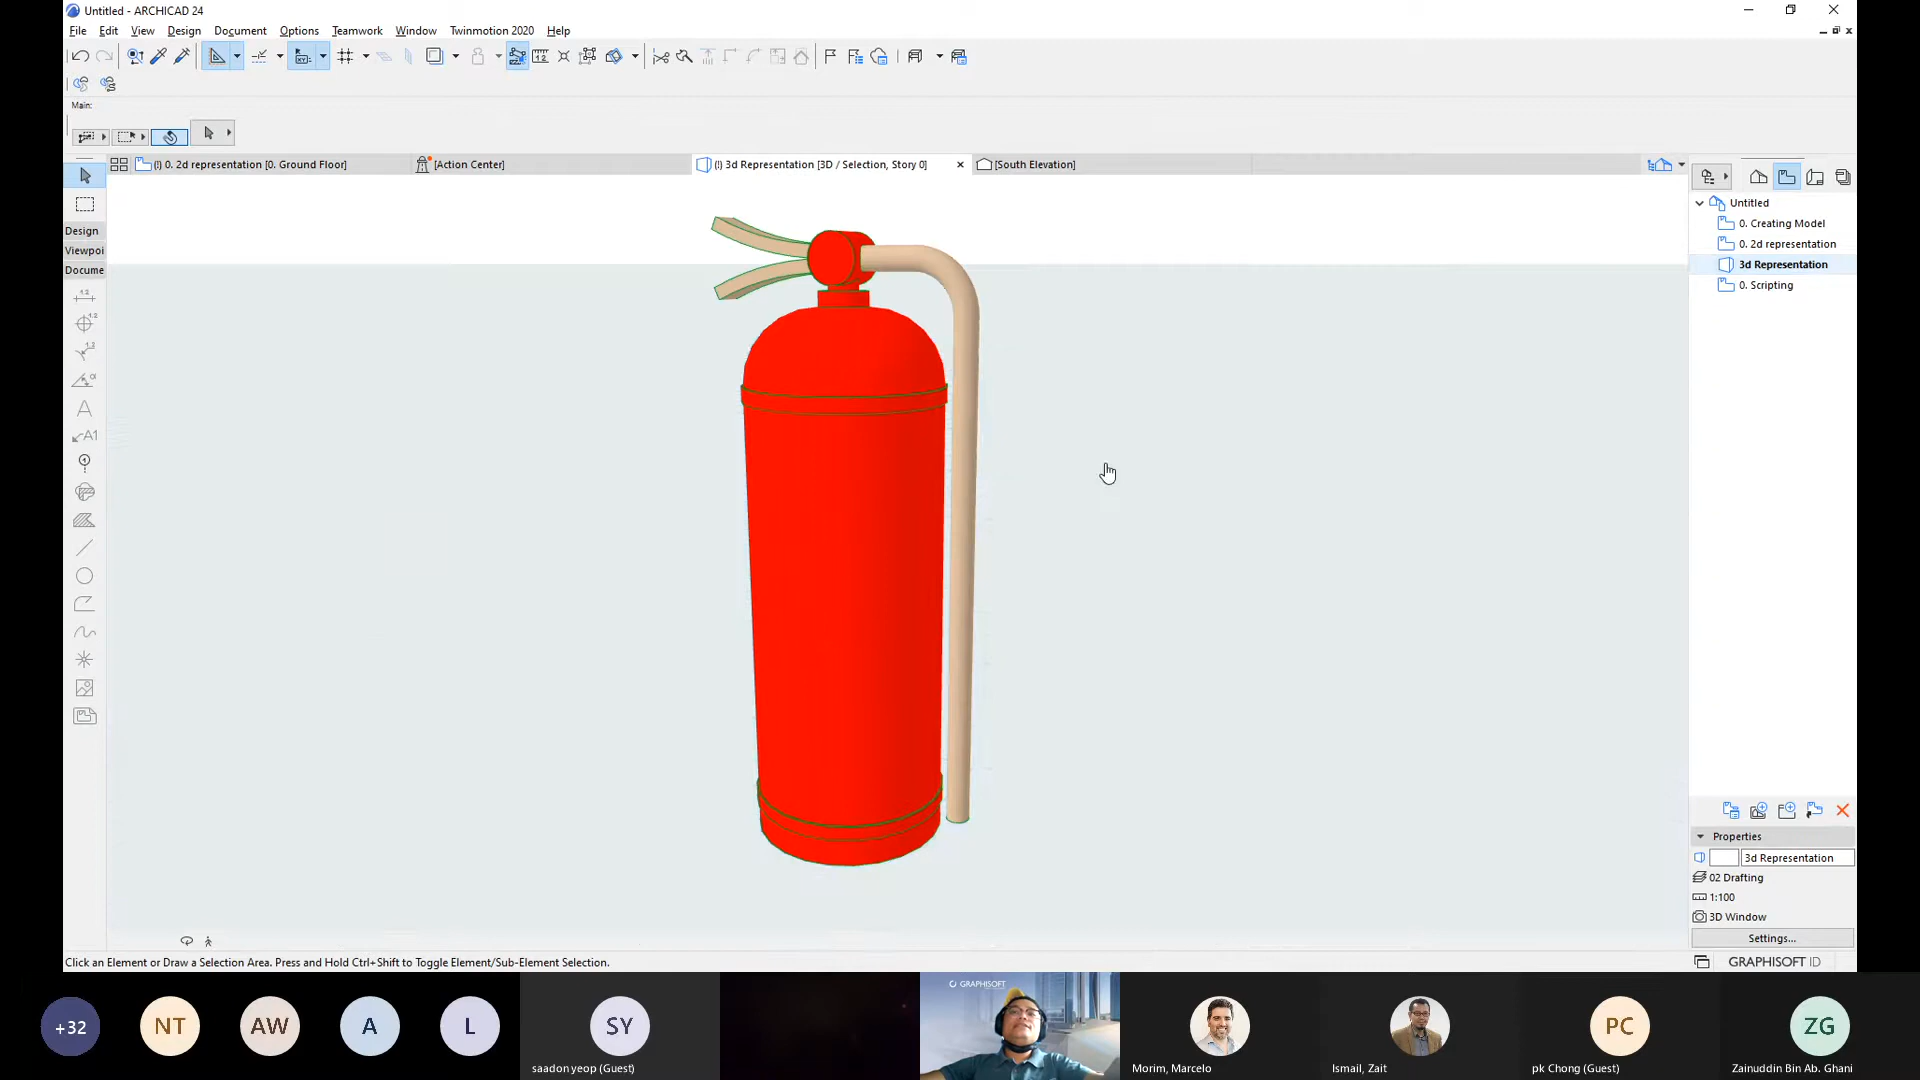 Untitled - ARCHICAD 24
File Edit View Design Document Options Teamwork Window Twinmotion 2020 Help
Main:
(!) 0. 2d representation [0. Ground Floor]
[Action Center]
(!) 3d Representation [3D / Selection, Story 0]
[South Elevation]
Design
Viewpoi
Docume
Untitled
0. Creating Model
0. 2d representation
3d Representation
0. Scripting
Properties
3d Representation
02 Drafting
1:100
3D Window
Settings...
Click an Element or Draw a Selection Area. Press and Hold Ctrl+Shift to Toggle Element/Sub-Element Selection.
GRAPHISOFT ID
+32
NT
AW
A
L
SY
saadon yeop (Guest)
GRAPHISOFT
Morim, Marcelo
Ismail, Zait
PC
pk Chong (Guest)
ZG
Zainuddin Bin Ab. Ghani